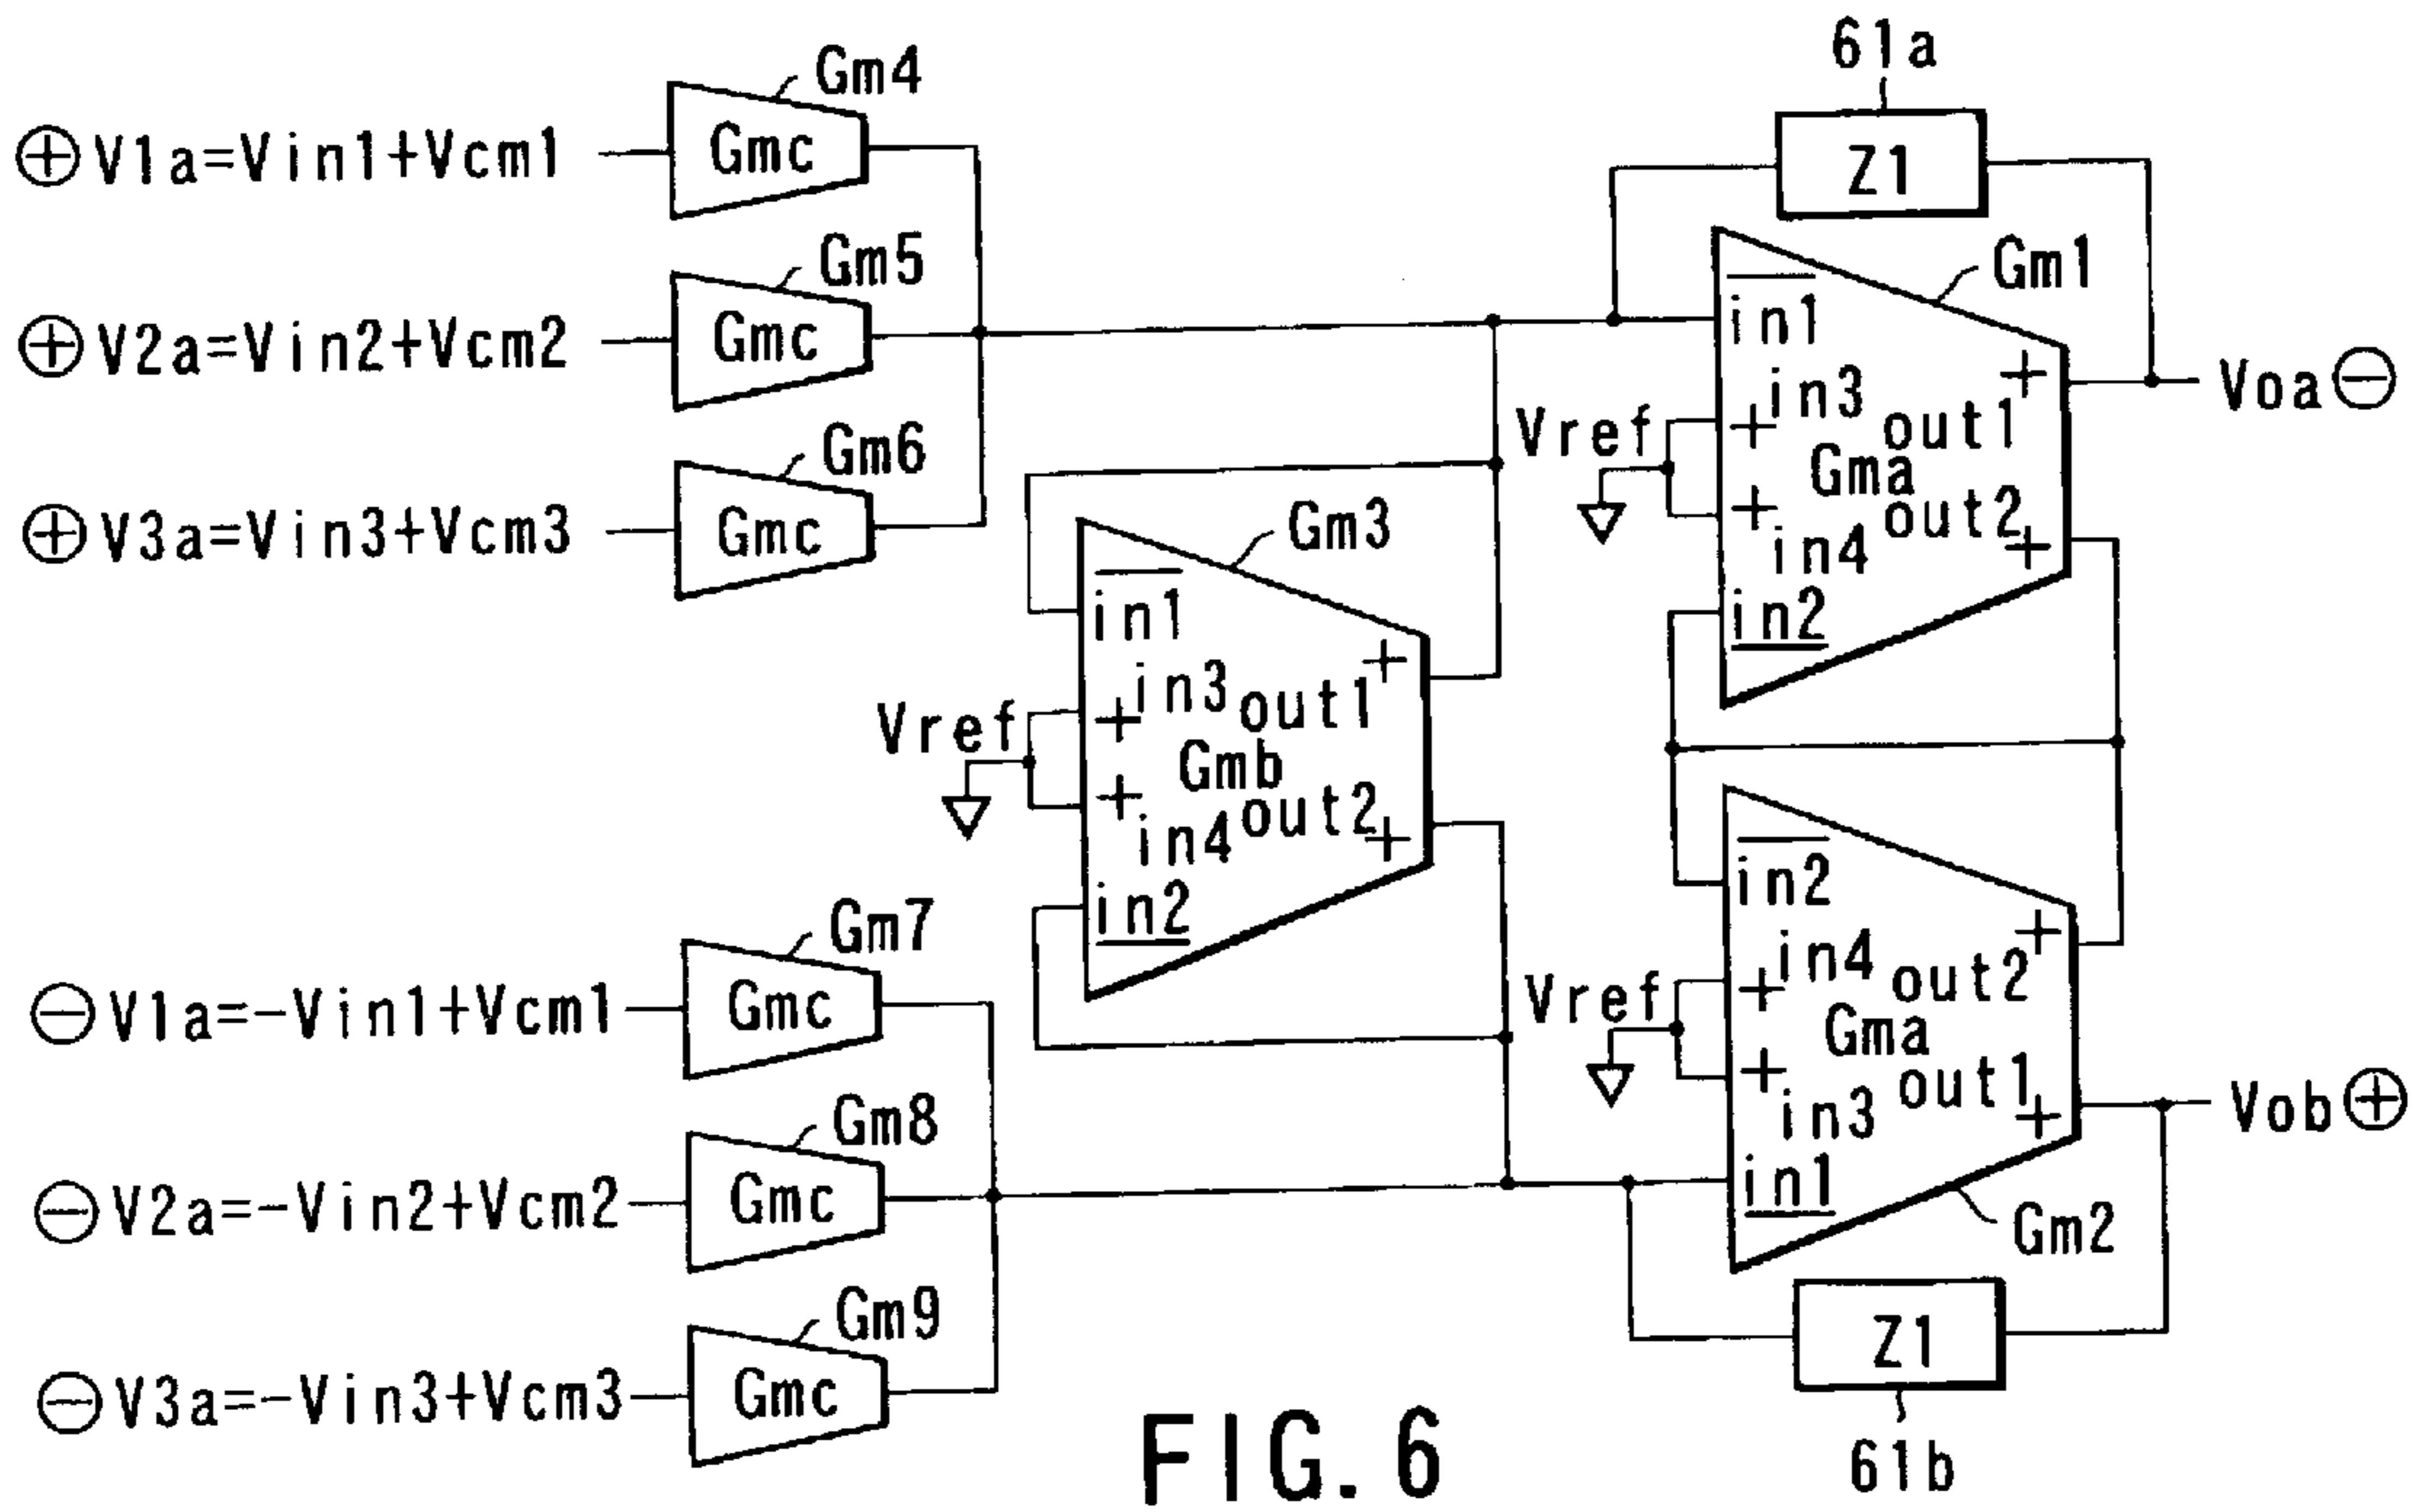 61a
Gm4
⊕V1a=Vin1+Vcm1
Gmc
Z1
Gm5
⊕V2a=Vin2+Vcm2
Gmc
Gm1
in1
in3
+
out1
+
Vref
Gma
+
out2
in4
+
in2
Voa⊖
Gm6
⊕V3a=Vin3+Vcm3
Gmc
Gm3
in1
in3
+
out1
+
Vref
Gmb
+
out2
in4
+
in2
Gm7
⊖V1a=-Vin1+Vcm1
Gmc
in2
in4
+
out2
+
Vref
Gma
+
out1
in3
+
in1
Vob⊕
Gm2
Gm8
⊖V2a=-Vin2+Vcm2
Gmc
Gm9
⊖V3a=-Vin3+Vcm3
Gmc
Z1
61b
FIG. 6